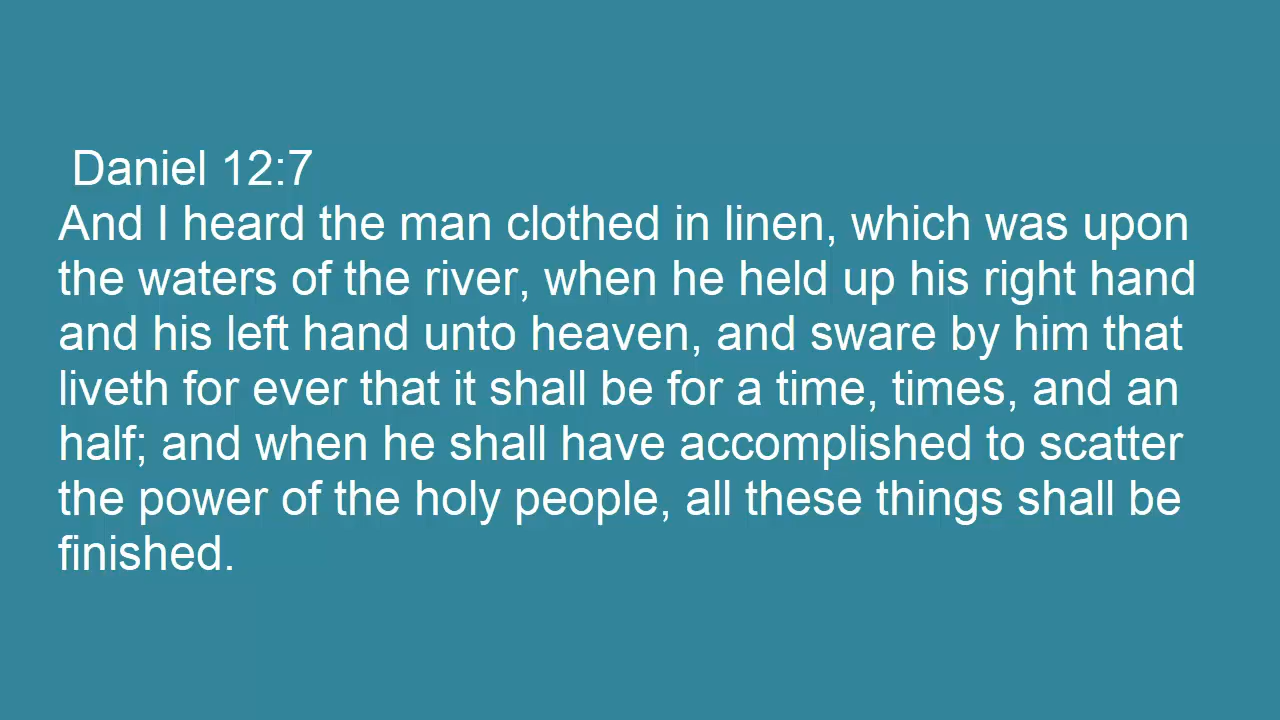 Daniel 12:7
And I heard the man clothed in linen, which was upon
the waters of the river, when he held up his right hand
and his left hand unto heaven, and sware by him that
liveth for ever that it shall be for a time, times, and an
half; and when he shall have accomplished to scatter
the power of the holy people, all these things shall be
finished.